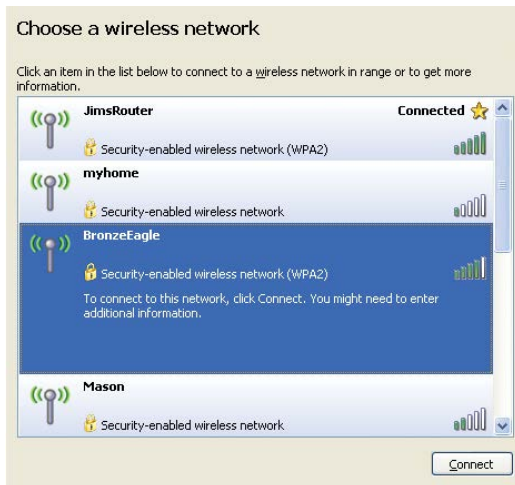 Choose a wireless network
Click an item in the list below to connect to a wireless network in range or to get more
information.
JimsRouter Connected
Security-enabled wireless network (WPA2)
myhome
Security-enabled wireless network
BronzeEagle
Security-enabled wireless network (WPA2)
To connect to this network, click Connect. You might need to enter
additional information.
Mason
Security-enabled wireless network
Connect